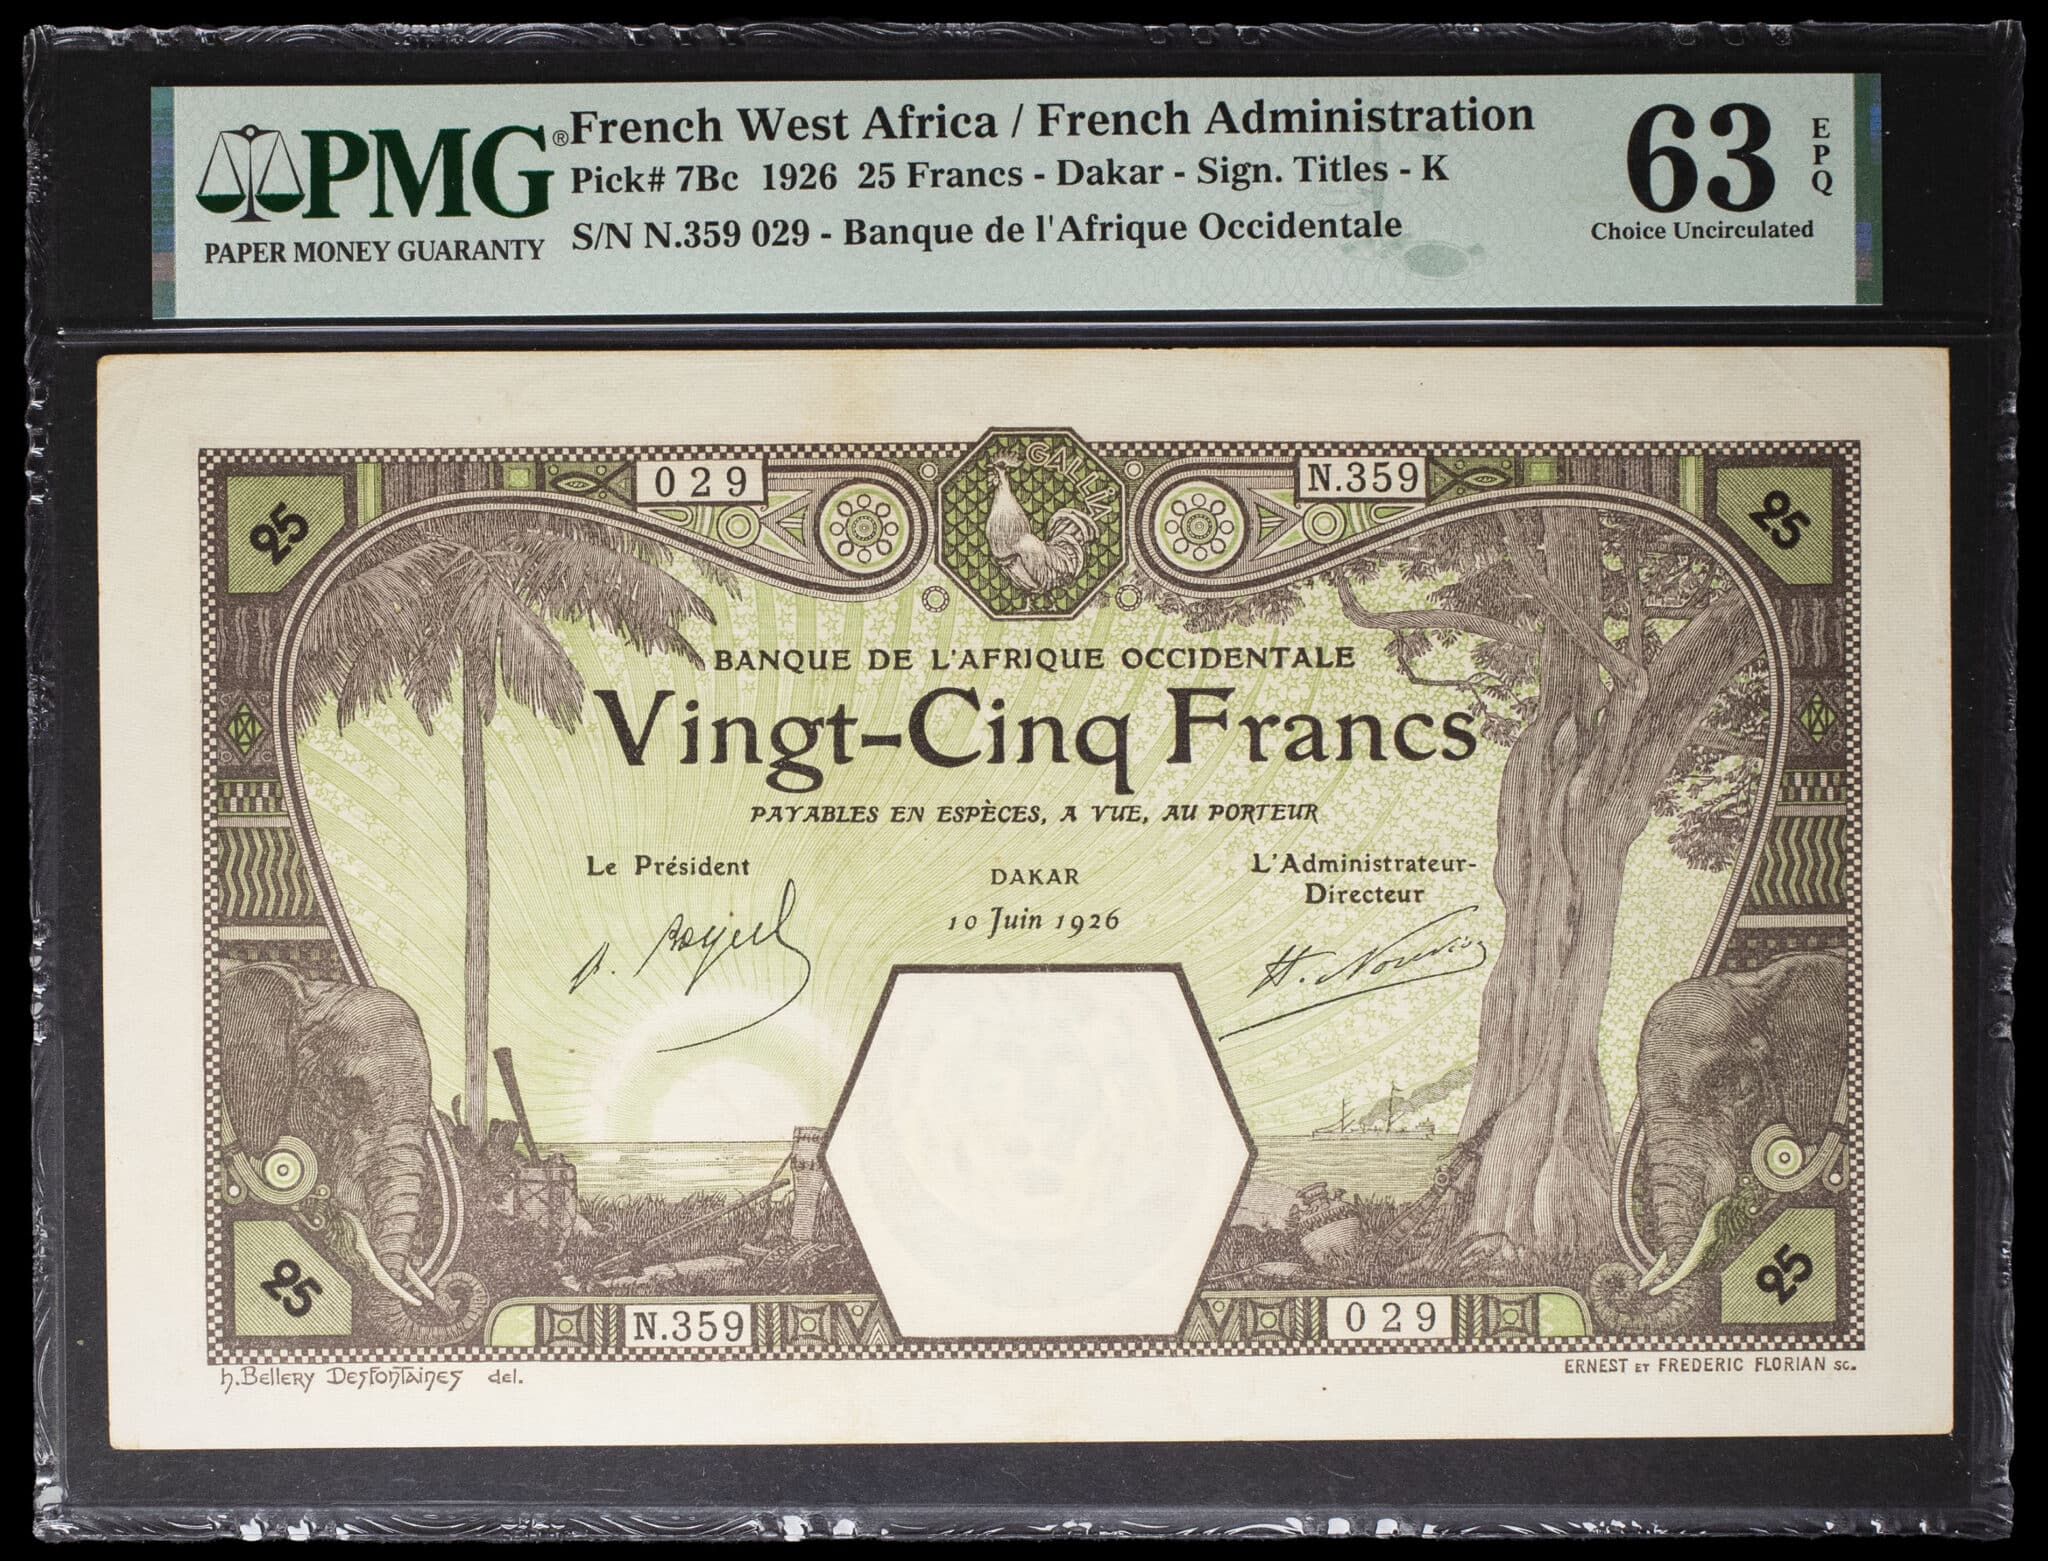 PMG®
PAPER MONEY GUARANTY
French West Africa / French Administration
Pick# 7Bc 1926 25 Francs - Dakar - Sign. Titles - K
S/N N.359 029 - Banque de l'Afrique Occidentale
63
EPQ
Choice Uncirculated
029
GALLIA
N.359
25
25
BANQUE DE L'AFRIQUE OCCIDENTALE
Vingt-Cinq Francs
PAYABLES EN ESPÈCES, A VUE, AU PORTEUR
Le Président
DAKAR
L'Administrateur-
Directeur
10 Juin 1926
25
N.359
029
25
h. Bellery Desfontaines del.
ERNEST ET FREDERIC FLORIAN sc.